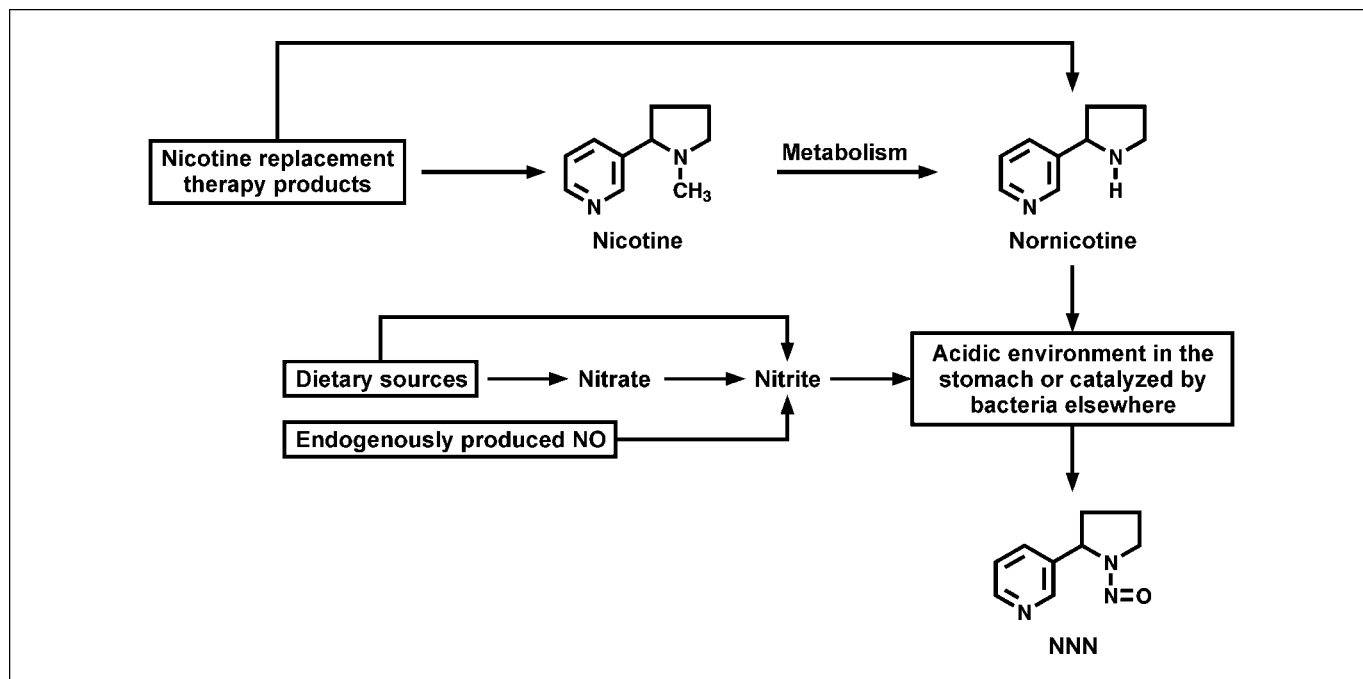 Nicotine replacement
therapy products
N
N
CH3
Nicotine
Metabolism
N
N
H
Nornicotine
Dietary sources
Nitrate
Nitrite
Endogenously produced NO
Acidic environment in the
stomach or catalyzed by
bacteria elsewhere
N
N
N=O
NNN